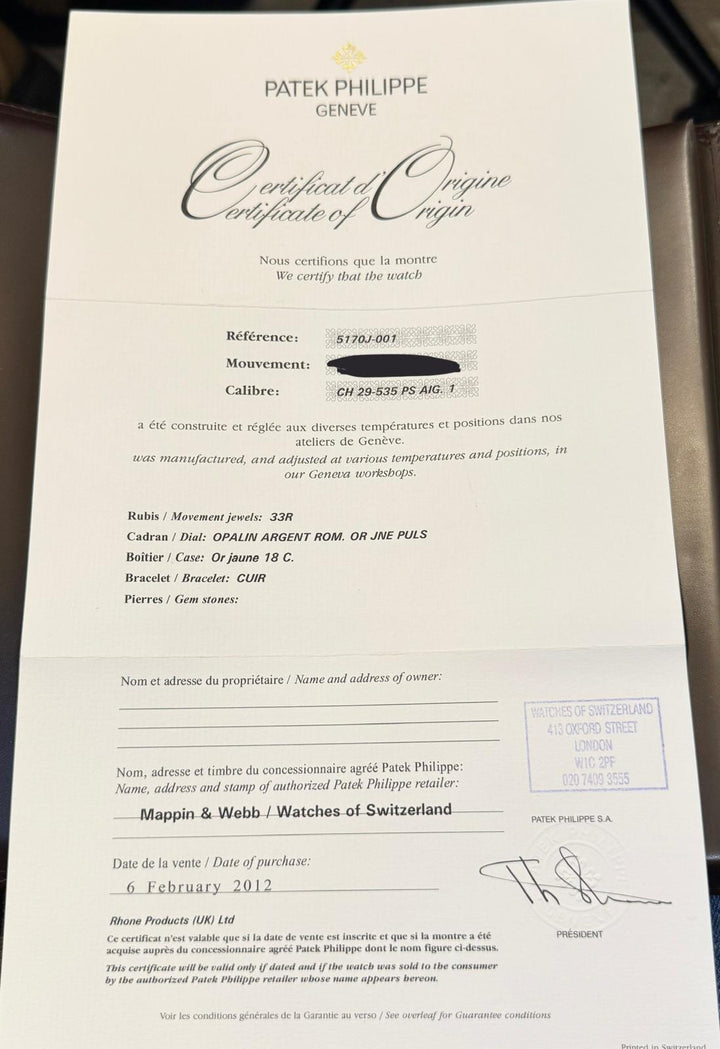 PATEK PHILIPPE
GENEVE
Certificat d'Origine
Certificate of Origin
Nous certifions que la montre
We certify that the watch
Référence: 5170J-001
Mouvement:
Calibre: CH 29-535 PS AIG. 1
a été construite et réglée aux diverses températures et positions dans nos
ateliers de Genève.
was manufactured, and adjusted at various temperatures and positions, in
our Geneva workshops.
Rubis / Movement jewels: 33R
Cadran / Dial: OPALIN ARGENT ROM. OR JNE PULS
Boîtier / Case: Or jaune 18 C.
Bracelet / Bracelet: CUIR
Pierres / Gem stones:
Nom et adresse du propriétaire / Name and address of owner:
WATCHES OF SWITZERLAND
413 OXFORD STREET
LONDON
W1C 2PF
020 7409 3555
Nom, adresse et timbre du concessionnaire agréé Patek Philippe:
Name, address and stamp of authorized Patek Philippe retailer:
Mappin & Webb / Watches of Switzerland
PATEK PHILIPPE S.A.
Date de la vente / Date of purchase:
6 February 2012
PRÉSIDENT
Rhone Products (UK) Ltd
Ce certificat n'est valable que si la date de vente est inscrite et que si la montre a été
acquise auprès du concessionnaire agréé Patek Philippe dont le nom figure ci-dessus.
This certificate will be valid only if dated and if the watch was sold to the consumer
by the authorized Patek Philippe retailer whose name appears hereon.
Voir les conditions générales de la Garantie au verso / See overleaf for Guarantee conditions
Printed in Switzerland